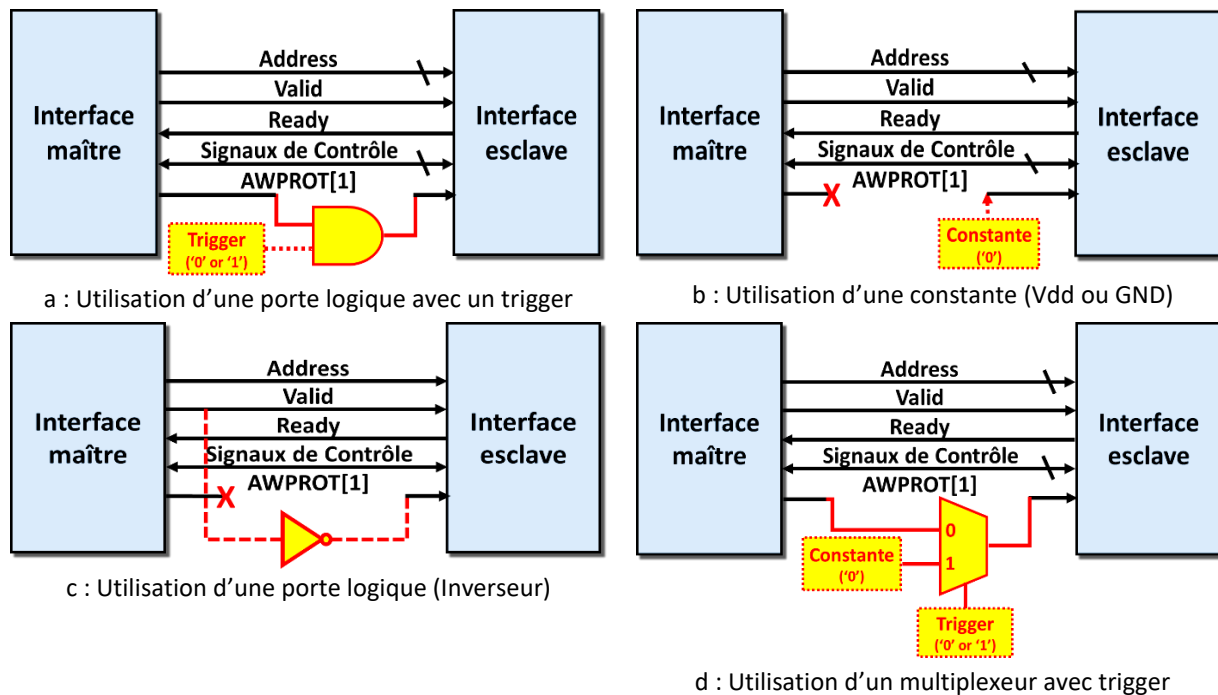 Interface
maître
Address
Valid
Ready
Signaux de Contrôle
AWPROT[1]
Interface
esclave
Trigger
('0' or '1')
a : Utilisation d'une porte logique avec un trigger
Interface
maître
Address
Valid
Ready
Signaux de Contrôle
AWPROT[1]
X
Interface
esclave
Constante
('0')
b : Utilisation d'une constante (Vdd ou GND)
Interface
maître
Address
Valid
Ready
Signaux de Contrôle
AWPROT[1]
X
Interface
esclave
c : Utilisation d'une porte logique (Inverseur)
Interface
maître
Address
Valid
Ready
Signaux de Contrôle
AWPROT[1]
Interface
esclave
0
Constante
('0')
1
Trigger
('0' or '1')
d : Utilisation d'un multiplexeur avec trigger